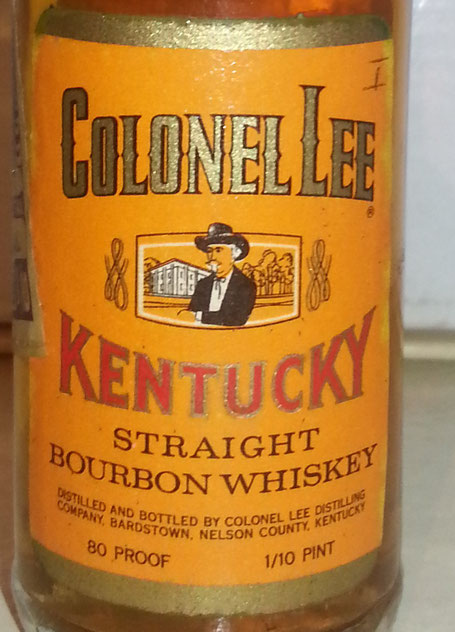 COLONEL LEE®
KENTUCKY
STRAIGHT
BOURBON WHISKEY
DISTILLED AND BOTTLED BY COLONEL LEE DISTILLING
COMPANY, BARDSTOWN, NELSON COUNTY, KENTUCKY
80 PROOF 1/10 PINT